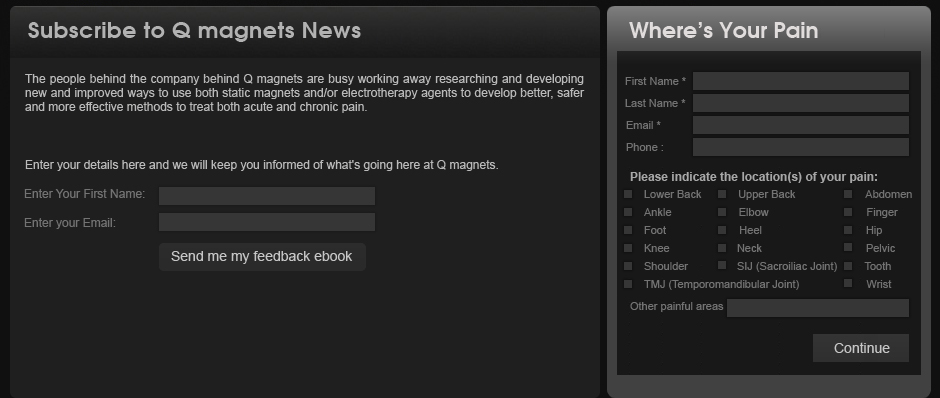 Subscribe to Q magnets News
The people behind the company behind Q magnets are busy working away researching and developing
new and improved ways to use both static magnets and/or electrotherapy agents to develop better, safer
and more effective methods to treat both acute and chronic pain.
Enter your details here and we will keep you informed of what's going here at Q magnets.
Enter Your First Name:
Enter your Email:
Send me my feedback ebook
Where's Your Pain
First Name *
Last Name *
Email *
Phone :
Please indicate the location(s) of your pain:
Lower Back Upper Back Abdomen
Ankle Elbow Finger
Foot Heel Hip
Knee Neck Pelvic
Shoulder SIJ (Sacroiliac Joint) Tooth
TMJ (Temporomandibular Joint) Wrist
Other painful areas
Continue